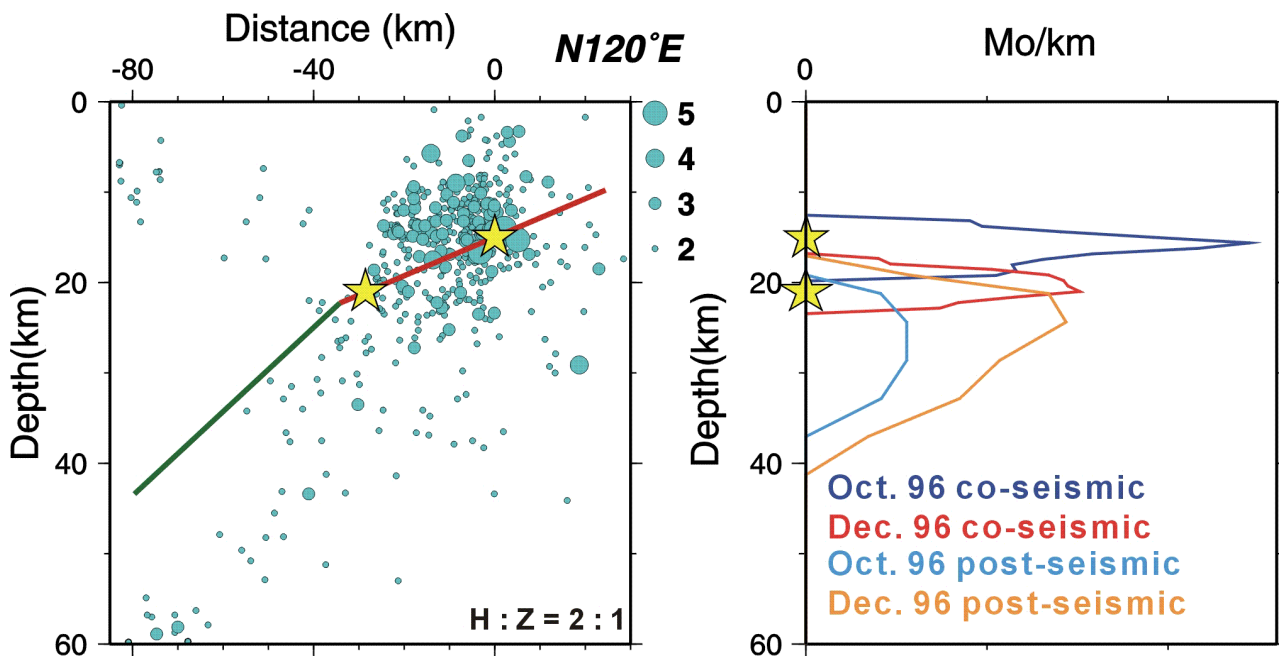 Distance (km)
N120°E
-80 -40 0
0
20
40
60
Depth(km)
5
4
3
2
H : Z = 2 : 1
Mo/km
0
0
20
40
60
Depth(km)
Oct. 96 co-seismic
Dec. 96 co-seismic
Oct. 96 post-seismic
Dec. 96 post-seismic